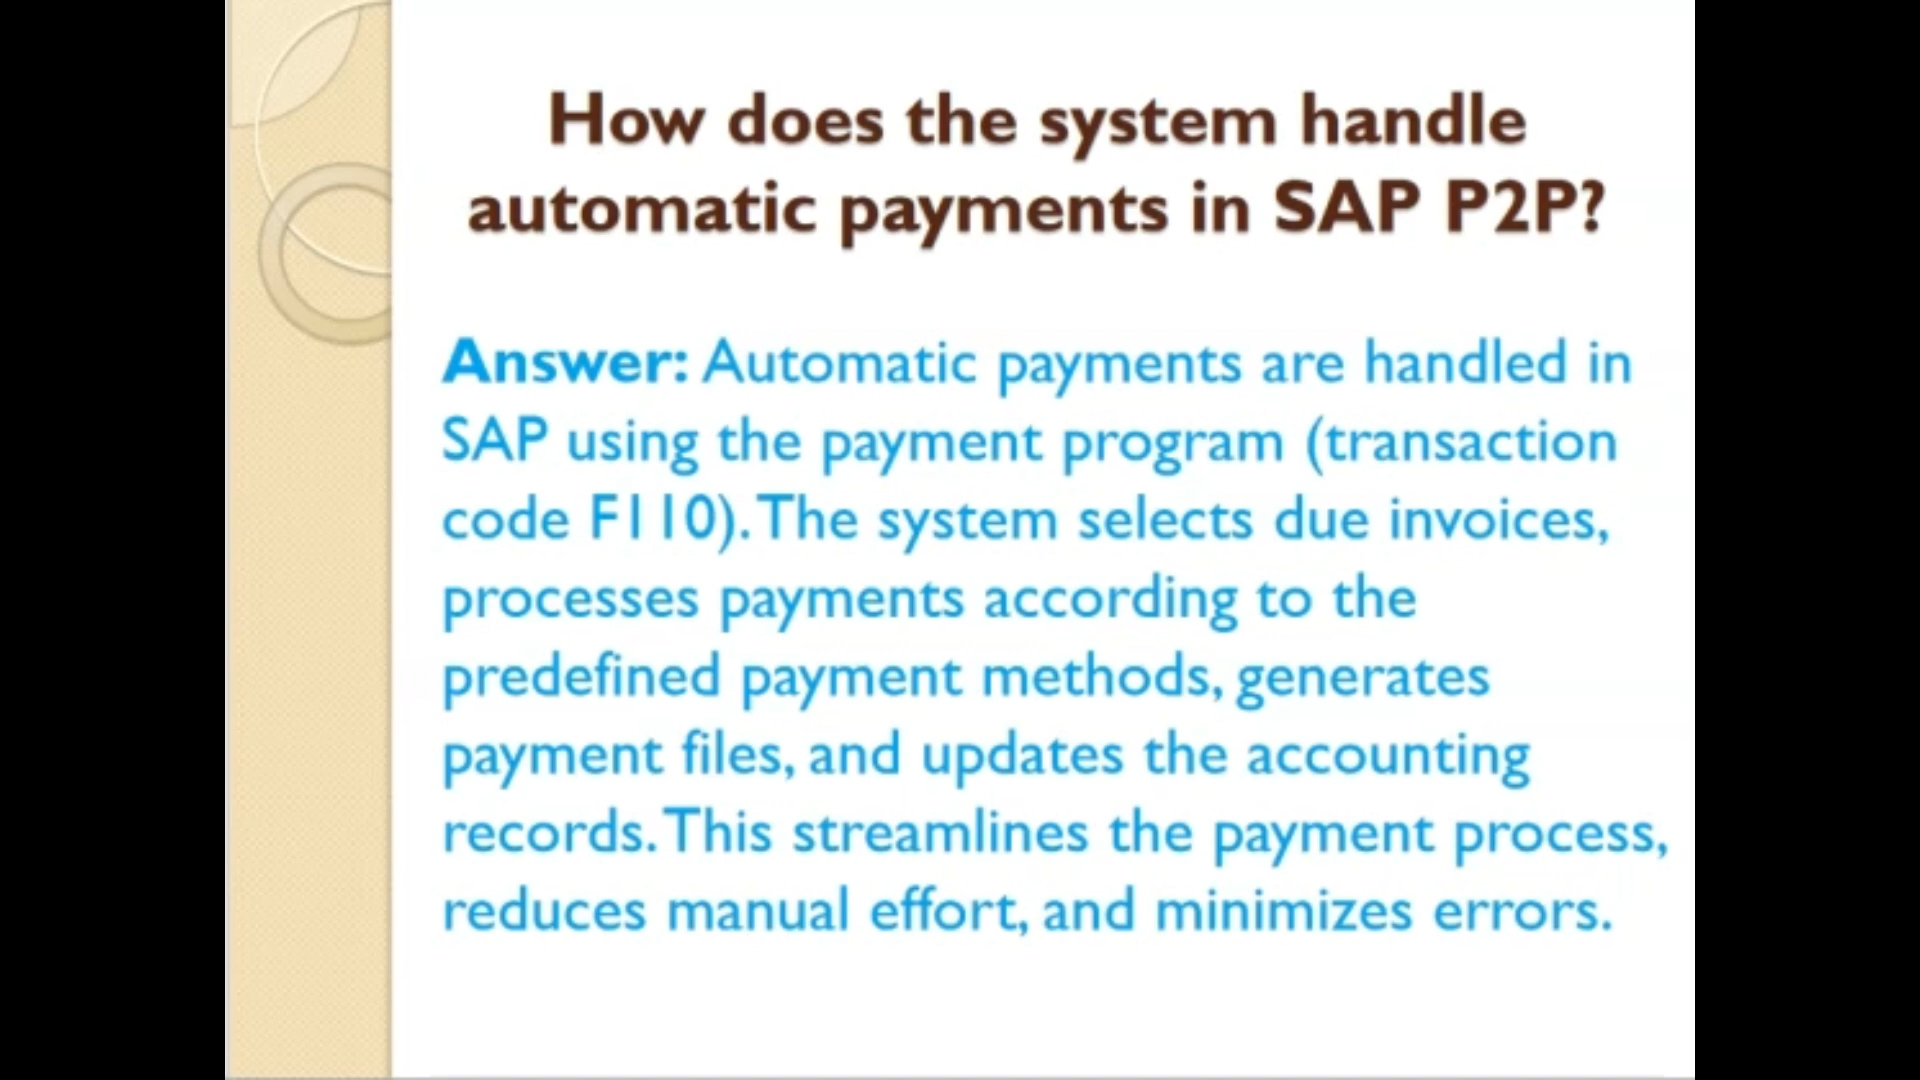 How does the system handle
automatic payments in SAP P2P?
Answer: Automatic payments are handled in
SAP using the payment program (transaction
code F110). The system selects due invoices,
processes payments according to the
predefined payment methods, generates
payment files, and updates the accounting
records. This streamlines the payment process,
reduces manual effort, and minimizes errors.